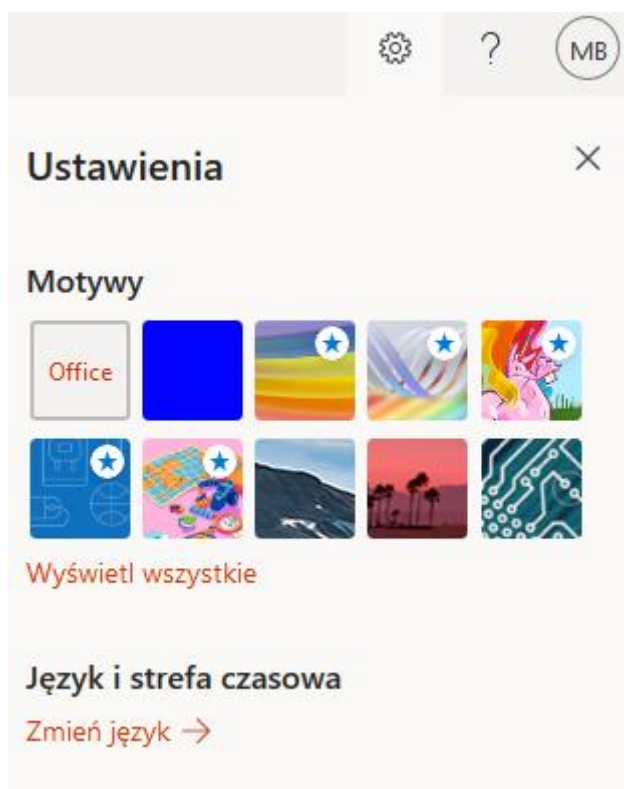 ?
MB
Ustawienia
Motywy
Office
Wyświetl wszystkie
Język i strefa czasowa
Zmień język →